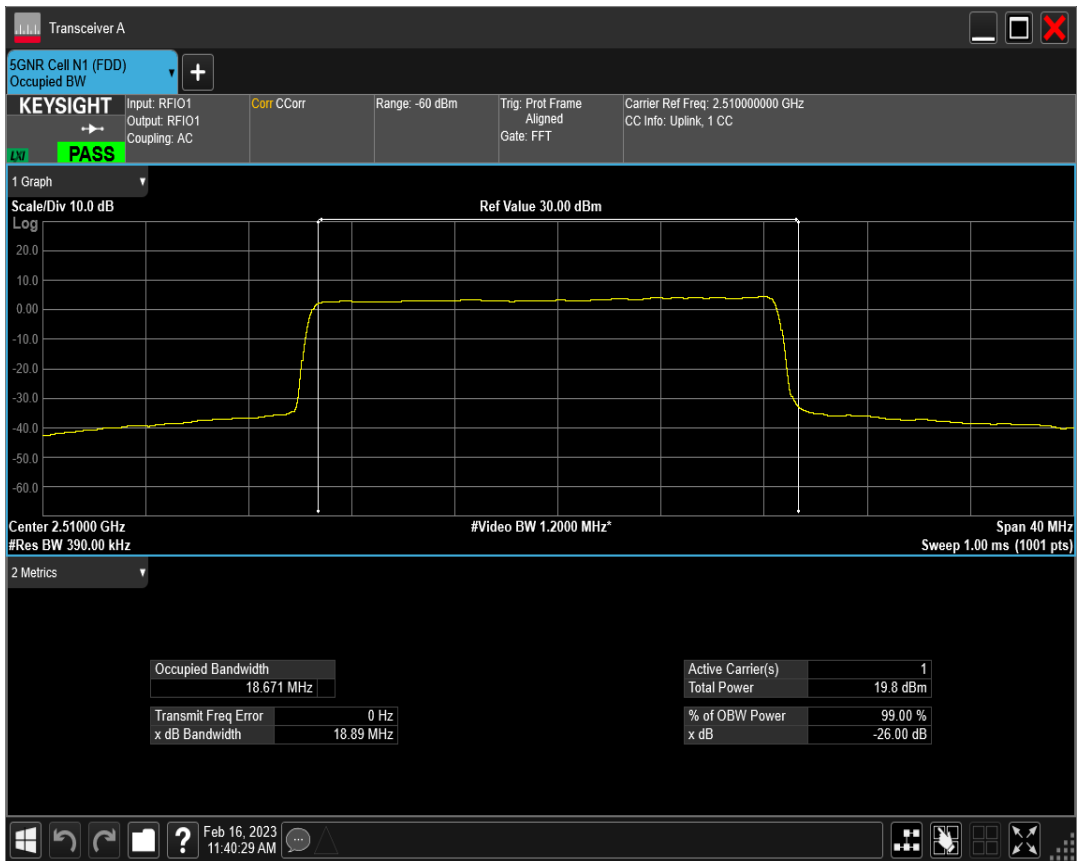 Transceiver A
5GNR Cell N1 (FDD)
Occupied BW
+
KEYSIGHT
LXI
PASS
Input: RFIO1
Output: RFIO1
Coupling: AC
Corr CCorr
Range: -60 dBm
Trig: Prot Frame
Aligned
Gate: FFT
Carrier Ref Freq: 2.510000000 GHz
CC Info: Uplink, 1 CC
1 Graph
Scale/Div 10.0 dB
Ref Value 30.00 dBm
Log
20.0
10.0
0.00
-10.0
-20.0
-30.0
-40.0
-50.0
-60.0
Center 2.51000 GHz
#Video BW 1.2000 MHz*
Span 40 MHz
#Res BW 390.00 kHz
Sweep 1.00 ms (1001 pts)
2 Metrics
Occupied Bandwidth
18.671 MHz
Transmit Freq Error 0 Hz
x dB Bandwidth 18.89 MHz
Active Carrier(s) 1
Total Power 19.8 dBm
% of OBW Power 99.00 %
x dB -26.00 dB
?
Feb 16, 2023
11:40:29 AM